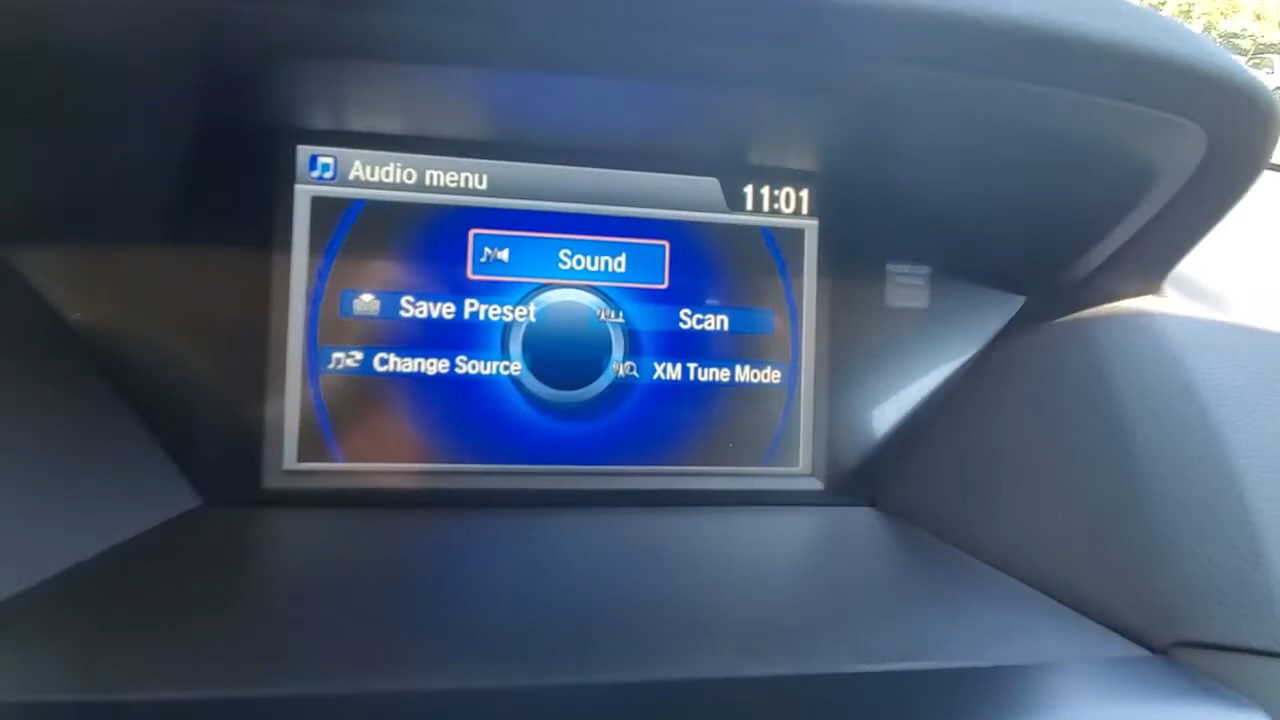 Audio menu
11:01
Sound
Save Preset
Scan
Change Source
XM Tune Mode